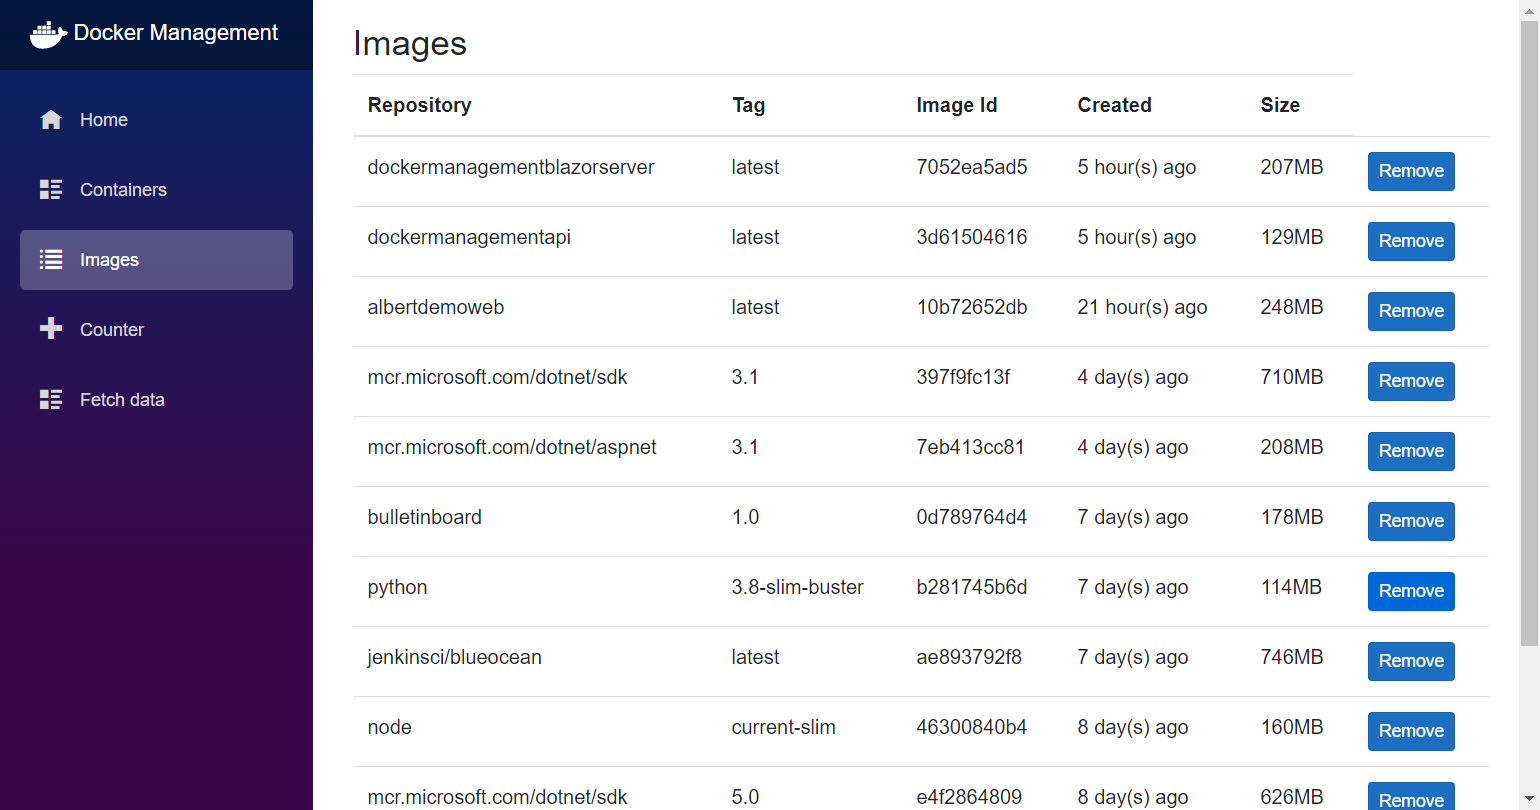 Docker Management
Home
Containers
Images
Counter
Fetch data
Images
Repository Tag Image Id Created Size
dockermanagementblazorserver latest 7052ea5ad5 5 hour(s) ago 207MB Remove
dockermanagementapi latest 3d61504616 5 hour(s) ago 129MB Remove
albertdemoweb latest 10b72652db 21 hour(s) ago 248MB Remove
mcr.microsoft.com/dotnet/sdk 3.1 397f9fc13f 4 day(s) ago 710MB Remove
mcr.microsoft.com/dotnet/aspnet 3.1 7eb413cc81 4 day(s) ago 208MB Remove
bulletinboard 1.0 0d789764d4 7 day(s) ago 178MB Remove
python 3.8-slim-buster b281745b6d 7 day(s) ago 114MB Remove
jenkinsci/blueocean latest ae893792f8 7 day(s) ago 746MB Remove
node current-slim 46300840b4 8 day(s) ago 160MB Remove
mcr.microsoft.com/dotnet/sdk 5.0 e4f2864809 8 day(s) ago 626MB Remove